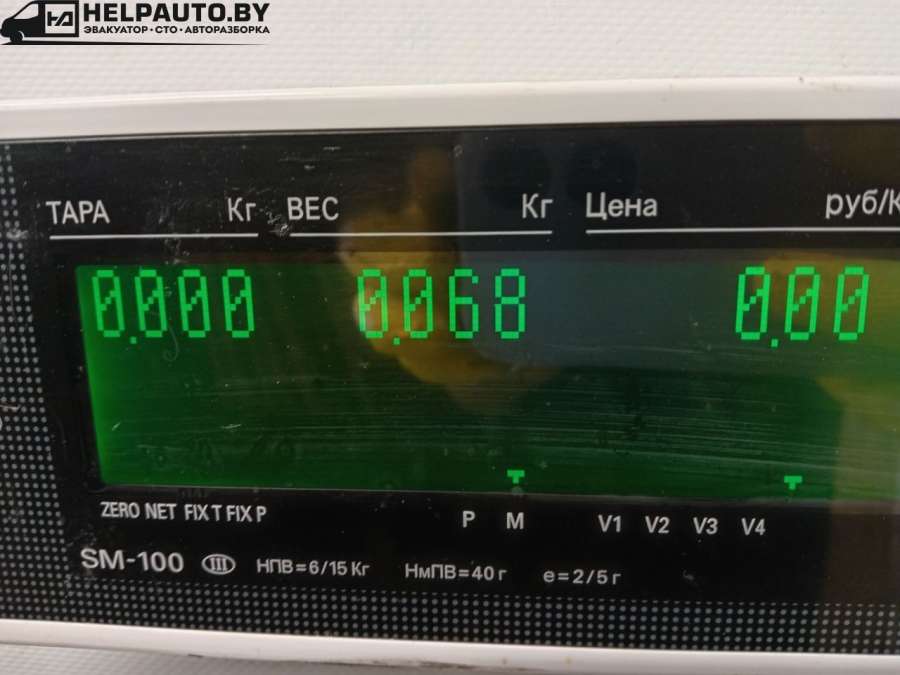 HELPAUTO.BY
ЭВАКУАТОР • СТО • АВТОРАЗБОРКА
ТАРА Кг ВЕС Кг Цена руб/К
0.000 0.068 0.00
ZERO NET FIX T FIX P P M V1 V2 V3 V4
SM-100 III НПВ=6/15 Кг НмПВ=40 г e=2/5 г